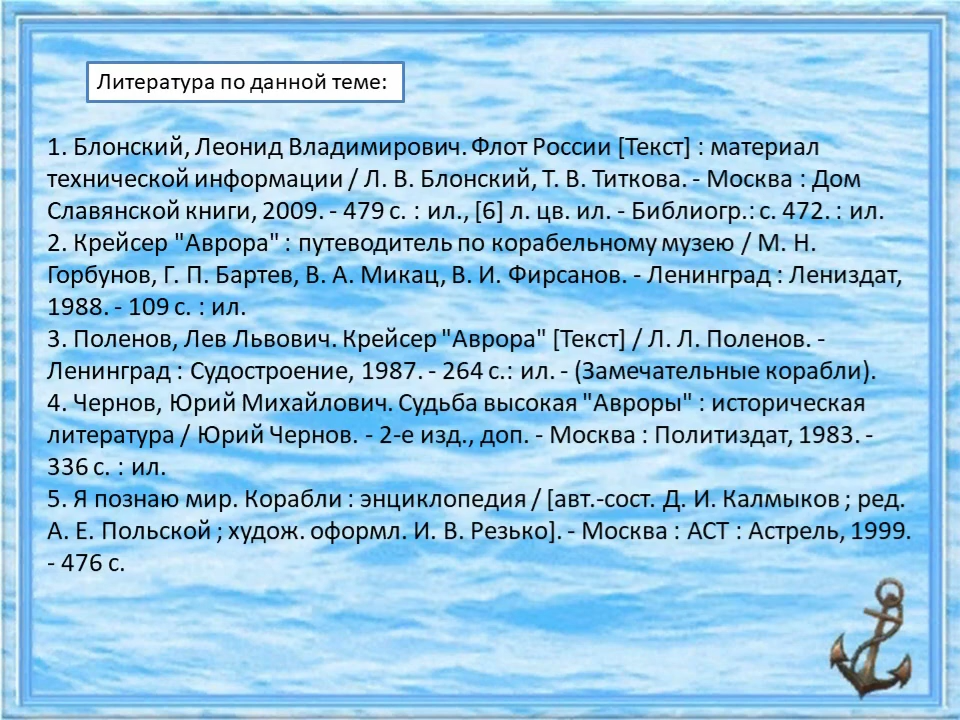 Литература по данной теме:
1. Блонский, Леонид Владимирович. Флот России [Текст] : материал
технической информации / Л. В. Блонский, Т. В. Титкова. - Москва : Дом
Славянской книги, 2009. - 479 с. : ил., [6] л. цв. ил. - Библиогр.: с. 472. : ил.
2. Крейсер "Аврора" : путеводитель по корабельному музею / М. Н.
Горбунов, Г. П. Бартев, В. А. Микац, В. И. Фирсанов. - Ленинград : Лениздат,
1988. - 109 с. : ил.
3. Поленов, Лев Львович. Крейсер "Аврора" [Текст] / Л. Л. Поленов. -
Ленинград : Судостроение, 1987. - 264 с.: ил. - (Замечательные корабли).
4. Чернов, Юрий Михайлович. Судьба высокая "Авроры" : историческая
литература / Юрий Чернов. - 2-е изд., доп. - Москва : Политиздат, 1983. -
336 с. : ил.
5. Я познаю мир. Корабли : энциклопедия / [авт.-сост. Д. И. Калмыков ; ред.
А. Е. Польской ; худож. оформл. И. В. Резько]. - Москва : АСТ : Астрель, 1999.
- 476 с.